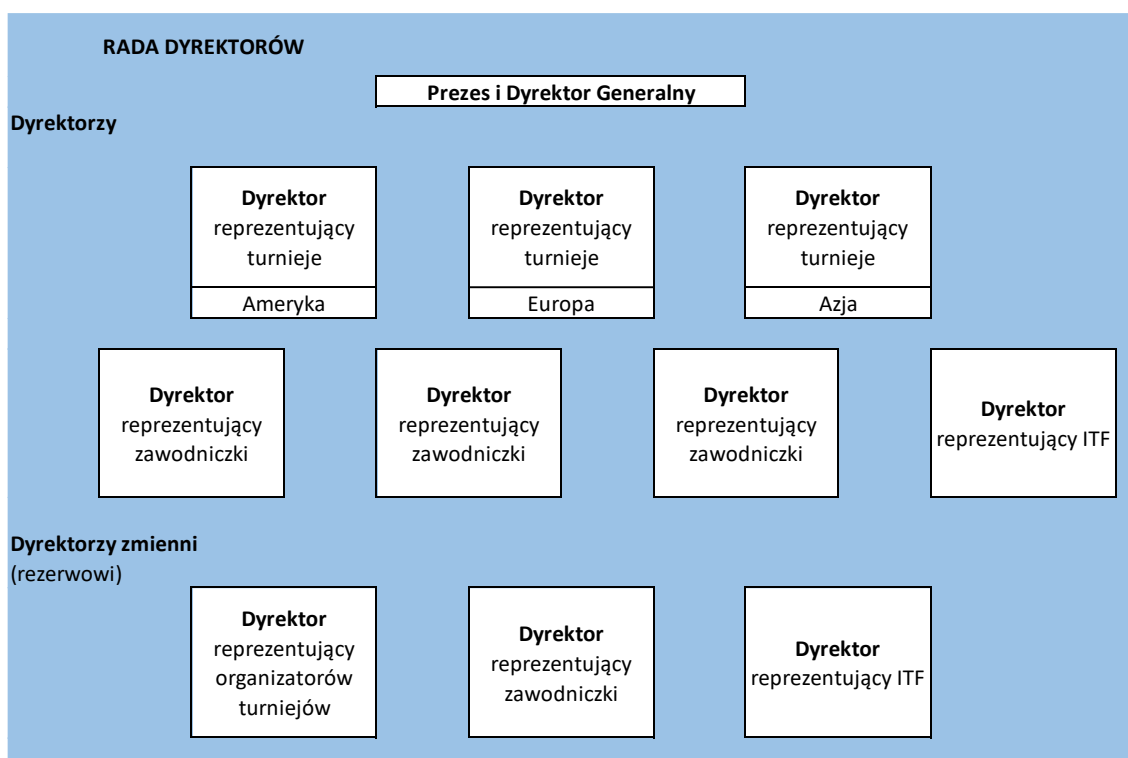 RADA DYREKTORÓW
Prezes i Dyrektor Generalny
Dyrektorzy
Dyrektor
reprezentujący
turnieje
Ameryka
Dyrektor
reprezentujący
turnieje
Europa
Dyrektor
reprezentujący
turnieje
Azja
Dyrektor
reprezentujący
zawodniczki
Dyrektor
reprezentujący
zawodniczki
Dyrektor
reprezentujący
zawodniczki
Dyrektor
reprezentujący ITF
Dyrektorzy zmienni
(rezerwowi)
Dyrektor
reprezentujący
organizatorów
turniejów
Dyrektor
reprezentujący
zawodniczki
Dyrektor
reprezentujący ITF